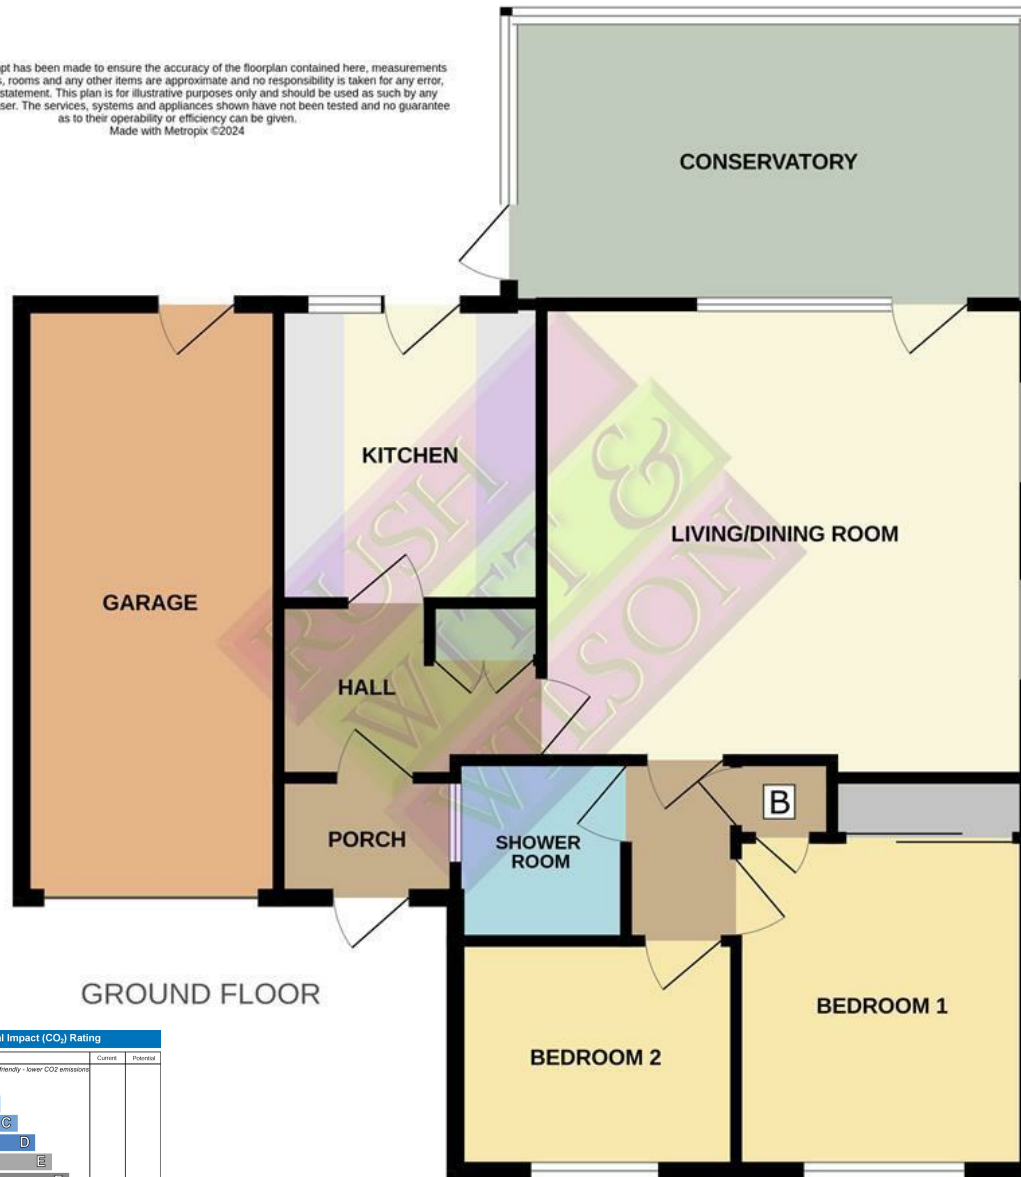 pt has been made to ensure the accuracy of the floorplan contained here, measurements
, rooms and any other items are approximate and no responsibility is taken for any error,
statement. This plan is for illustrative purposes only and should be used as such by any
ser. The services, systems and appliances shown have not been tested and no guarantee
as to their operability or efficiency can be given.
Made with Metropix ©2024
CONSERVATORY
KITCHEN
LIVING/DINING ROOM
GARAGE
HALL
RUSH
WITT &
WILSON
B
PORCH
SHOWER
ROOM
GROUND FLOOR
BEDROOM 1
BEDROOM 2
l Impact (CO₂) Rating
Current Potential
friendly - lower CO2 emissions
C
D
E